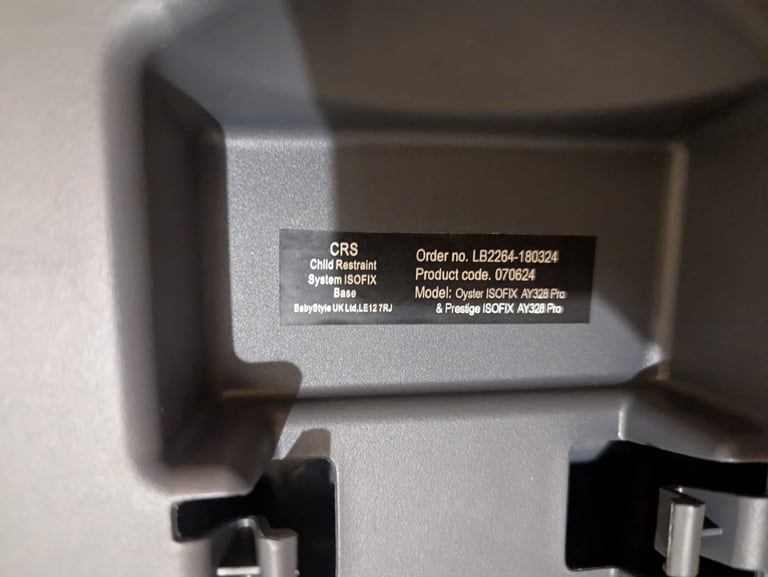 CRS
Child Restraint
System ISOFIX
Base
BabyStyle UK Ltd,LE12 7RJ
Order no. LB2264-180324
Product code. 070624
Model: Oyster ISOFIX AY328 Pro
& Prestige ISOFIX AY328 Pro